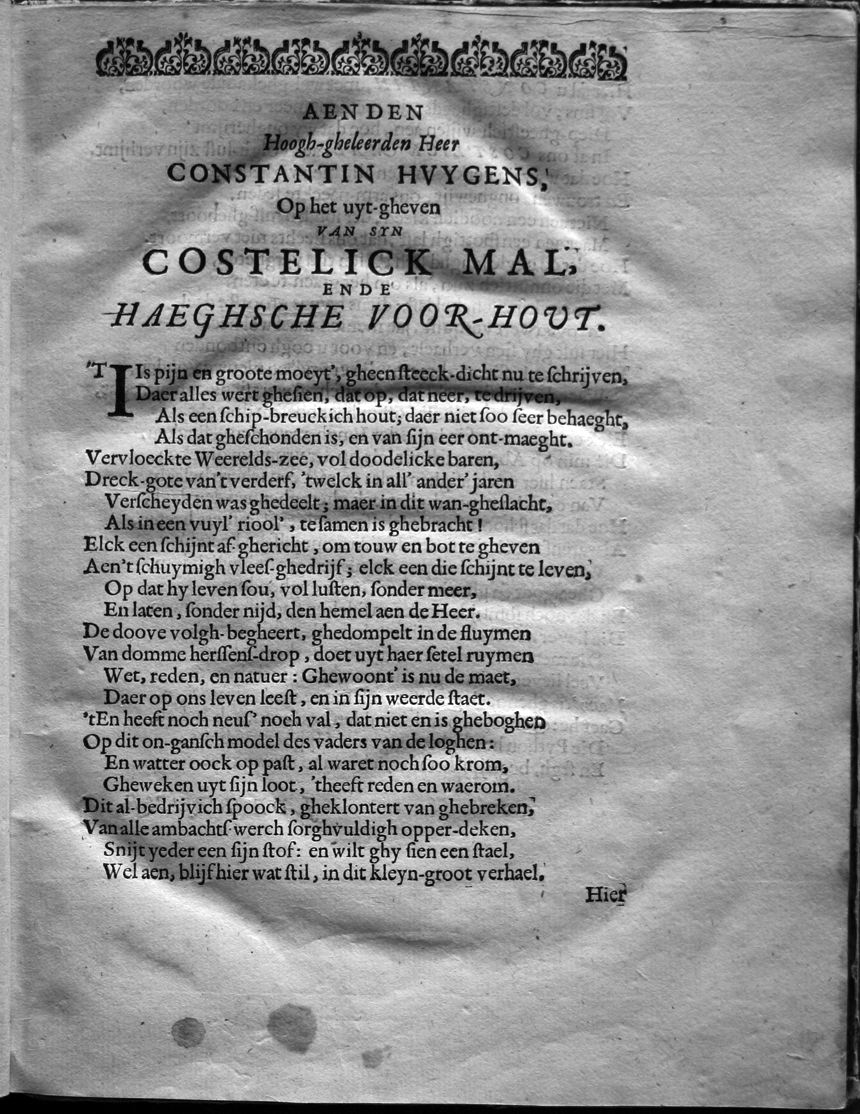 AEN DEN
Hoogh-gheleerden Heer
CONSTANTIN HVYGENS,
Op het uyt-gheven
VAN SYN
COSTELICK MAL,
ENDE
HAEGHSCHE VOOR-HOUT.
'TIs pijn en groote moeyt', gheen ſteeck-dicht nu te ſchrijven,
Daer alles wert gheſien, dat op, dat neer, te drijven,
Als een ſchip-breuckich hout; daer niet ſoo ſeer behaeght,
Als dat gheſchonden is, en van ſijn eer ont-maeght.
Vervloeckte Weerelds-zee, vol doodelicke baren,
Dreck-gote van't verderf, 'twelck in all' ander' jaren
Verſcheyden was ghedeelt; maer in dit wan-gheſlacht,
Als in een vuyl' riool', te ſamen is ghebracht!
Elck een ſchijnt af-ghericht, om touw en bot te gheven
Aen't ſchuymigh vleeſ-ghedrijf; elck een die ſchijnt te leven,
Op dat hy leven ſou, vol luſten, ſonder meer,
En laten, ſonder nijd, den hemel aen de Heer.
De doove volgh-begheert, ghedompelt in de fluymen
Van domme herſſenſ-drop, doet uyt haer ſetel ruymen
Wet, reden, en natuer: Ghewoont' is nu de maet,
Daer op ons leven leeſt, en in ſijn weerde ſtaet.
'tEn heeft noch neuſ' noch val, dat niet en is gheboghen
Op dit on-ganſch model des vaders van de loghen:
En watter oock op paſt, al waret noch ſoo krom,
Gheweken uyt ſijn loot, 'theeft reden en waerom.
Dit al-bedrijvich ſpoock, gheklontert van ghebreken,
Van alle ambachtſ-werch ſorghvuldigh opper-deken,
Snijt yeder een ſijn ſtof: en wilt ghy ſien een ſtael,
Wel aen, blijf hier wat ſtil, in dit kleyn-groot verhael.
Hier